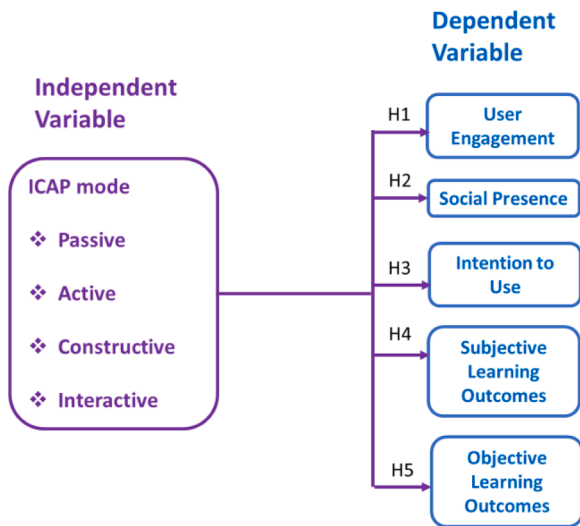 Independent
Variable
ICAP mode
❖ Passive
❖ Active
❖ Constructive
❖ Interactive
Dependent
Variable
H1
User
Engagement
H2
Social Presence
H3
Intention to
Use
H4
Subjective
Learning
Outcomes
H5
Objective
Learning
Outcomes